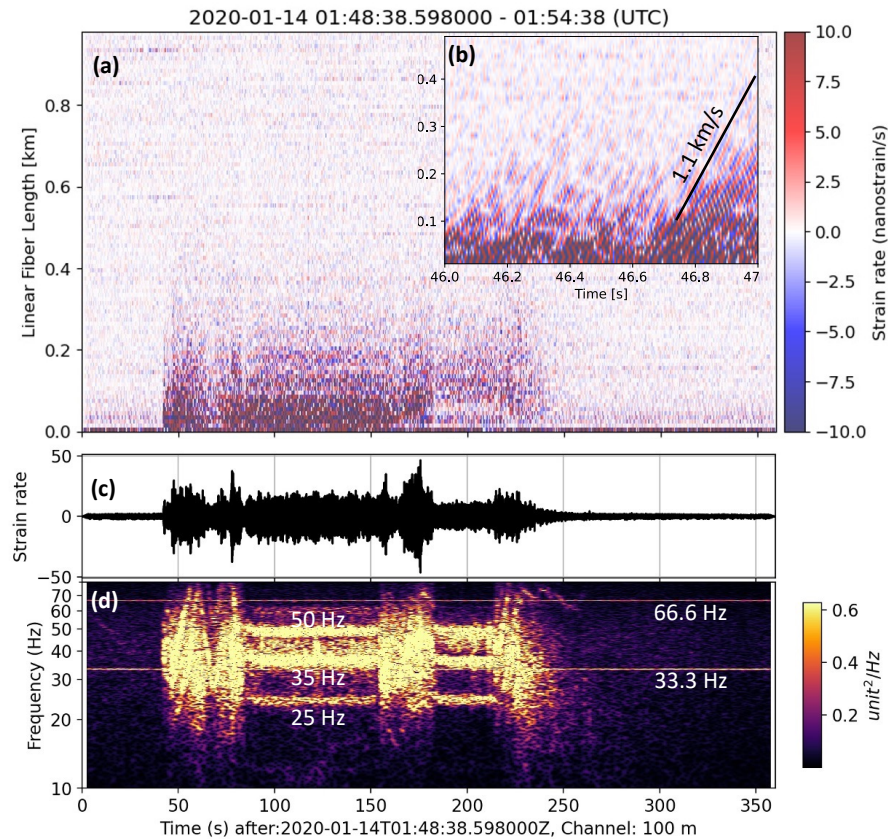 2020-01-14 01:48:38.598000 - 01:54:38 (UTC)
(a)
Linear Fiber Length [km]
0.8
0.6
0.4
0.2
0.0
(b)
0.4
0.3
0.2
0.1
1.1 km/s
46.0 46.2 46.4 46.6 46.8 47
Time [s]
10.0
7.5
5.0
2.5
0.0
−2.5
−5.0
−7.5
−10.0
Strain rate (nanostrain/s)
(c)
Strain rate
50
0
−50
(d)
Frequency (Hz)
70
60
50
40
30
20
10
50 Hz
35 Hz
25 Hz
66.6 Hz
33.3 Hz
0.6
0.4
0.2
unit²/Hz
0 50 100 150 200 250 300 350
Time (s) after:2020-01-14T01:48:38.598000Z, Channel: 100 m